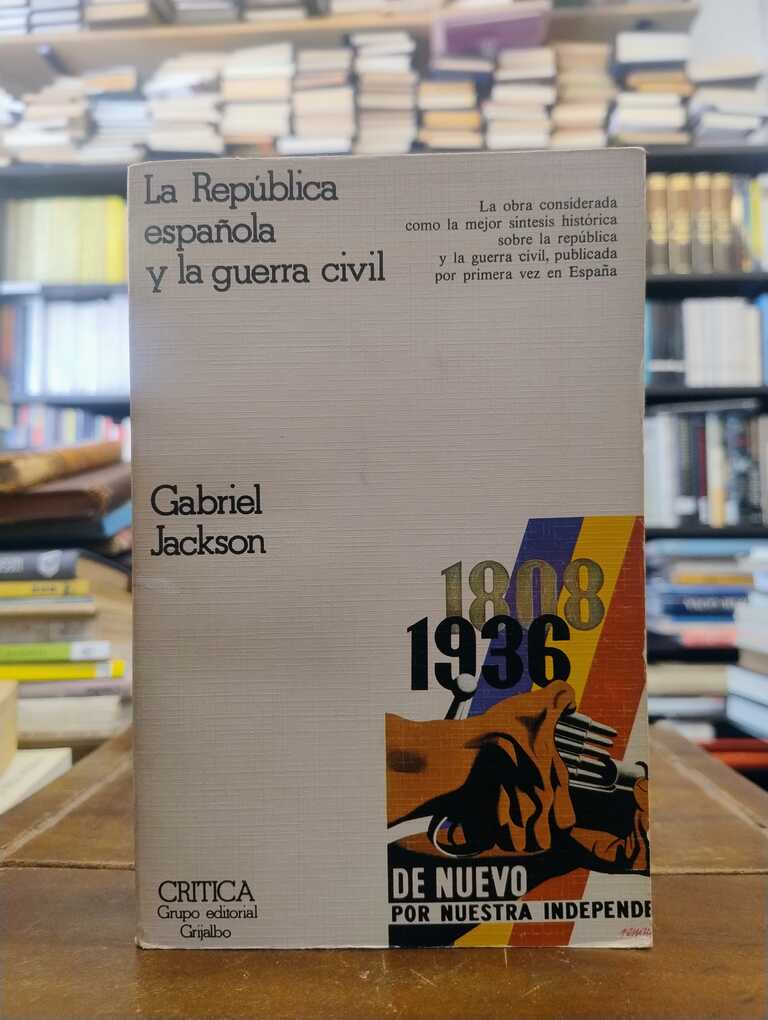 La República
española
y la guerra civil
La obra considerada
como la mejor síntesis histórica
sobre la república
y la guerra civil, publicada
por primera vez en España
Gabriel
Jackson
1808
1936
DE NUEVO
POR NUESTRA INDEPENDE
CRITICA
Grupo editorial
Grijalbo